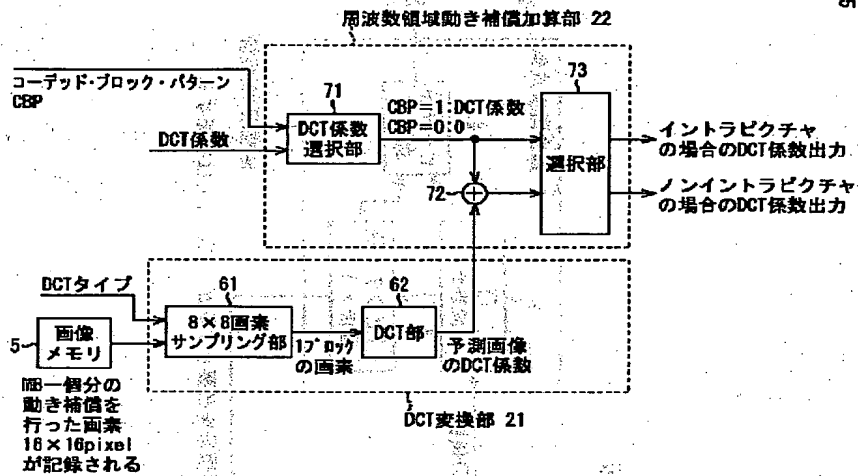 周波数領域動き補償加算部 22
コーデッド・ブロック・パターン
CBP
DCT係数
71
DCT係数
選択部
CBP=1:DCT係数
CBP=0:0
72
73
選択部
イントラピクチャ
の場合のDCT係数出力
ノンイントラピクチャ
の場合のDCT係数出力
DCTタイプ
5
画像
メモリ
MB一個分の
動き補償を
行った画素
16×16pixel
が記録される
61
8×8画素
サンプリング部
1ブロック
の画素
62
DCT部
予測画像
のDCT係数
DCT変換部 21